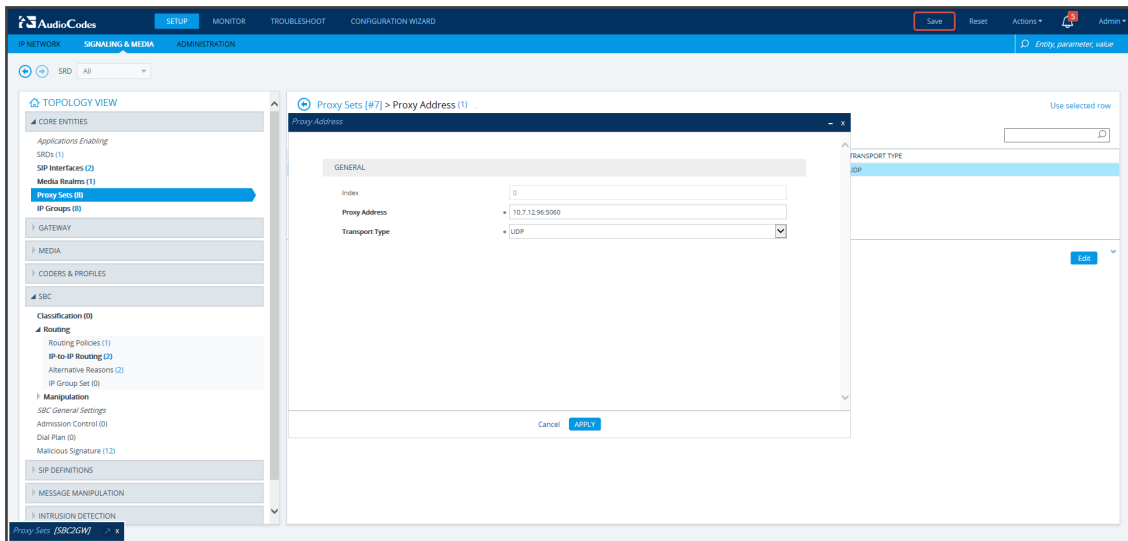 AudioCodes SETUP MONITOR TROUBLESHOOT CONFIGURATION WIZARD Save Reset Actions 5 Admin
IP NETWORK SIGNALING & MEDIA ADMINISTRATION Entity, parameter, value
SRD All
TOPOLOGY VIEW
CORE ENTITIES
Applications Enabling
SRDs (1)
SIP Interfaces (2)
Media Realms (1)
Proxy Sets (8)
IP Groups (8)
GATEWAY
MEDIA
CODERS & PROFILES
SBC
Classification (0)
Routing
Routing Policies (1)
IP-to-IP Routing (2)
Alternative Reasons (2)
IP Group Set (0)
Manipulation
SBC General Settings
Admission Control (0)
Dial Plan (0)
Malicious Signature (12)
SIP DEFINITIONS
MESSAGE MANIPULATION
INTRUSION DETECTION
Proxy Sets [SBC2GW] x
Proxy Sets [#7] > Proxy Address (1) .
Use selected row
Proxy Address – x
TRANSPORT TYPE
UDP
GENERAL
Index 0
Proxy Address • 10.7.12.96:5060
Transport Type • UDP
Edit
Cancel APPLY